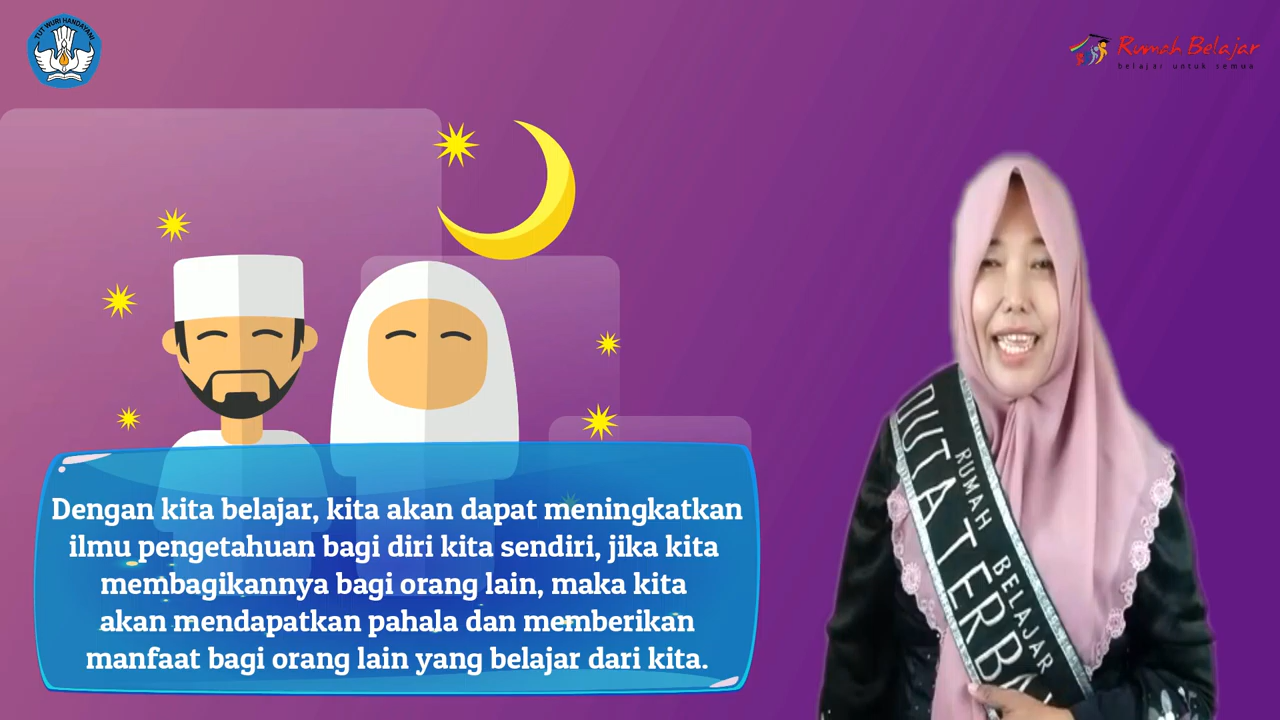 TUT WURI HANDAYANI
Rumah Belajar
belajar untuk semua
Dengan kita belajar, kita akan dapat meningkatkan
ilmu pengetahuan bagi diri kita sendiri, jika kita
membagikannya bagi orang lain, maka kita
akan mendapatkan pahala dan memberikan
manfaat bagi orang lain yang belajar dari kita.
RUMAH BELAJAR
DUTA TERBA